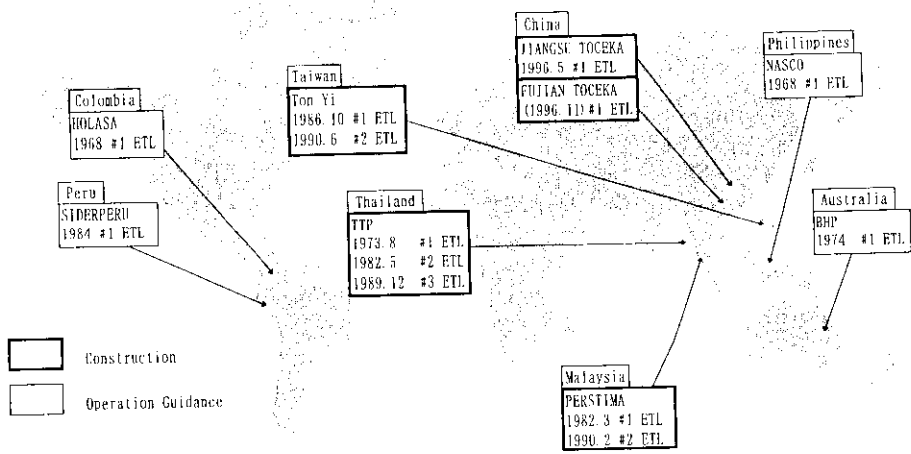 China
JIANGSU TOCEKA
1996. 5 #1 ETL
FUJIAN TOCEKA
(1996. 11) #1 ETL
Philippines
NASCO
1968 #1 ETL
Taiwan
Ton Yi
1986. 10 #1 ETL
1990. 6 #2 ETL
Colombia
HOLASA
1968 #1 ETL
Peru
SIDERPERU
1984 #1 ETL
Thailand
TTP
1973. 8 #1 ETL
1982. 5 #2 ETL
1989. 12 #3 ETL
Australia
BHP
1974 #1 ETL
Malaysia
PERSTIMA
1982. 3 #1 ETL
1990. 2 #2 ETL
Construction
Operation Guidance